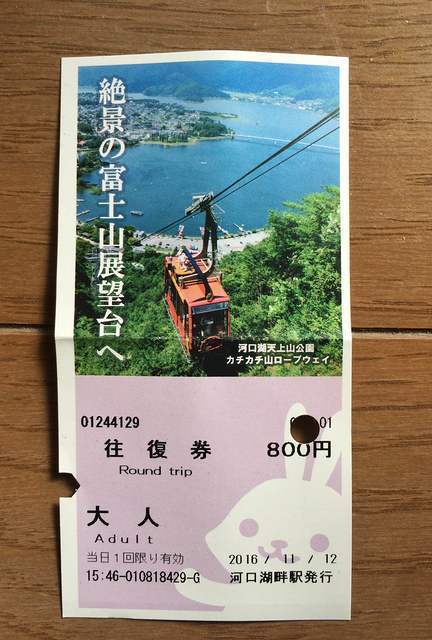 絶景の富士山展望台へ
河口湖天上山公園
カチカチ山ロープウェイ
01244129
01
往復券 800円
Round trip
大人
Adult
当日1回限り有効 2016 / 11 / 12
15:46-010818429-G 河口湖畔駅発行